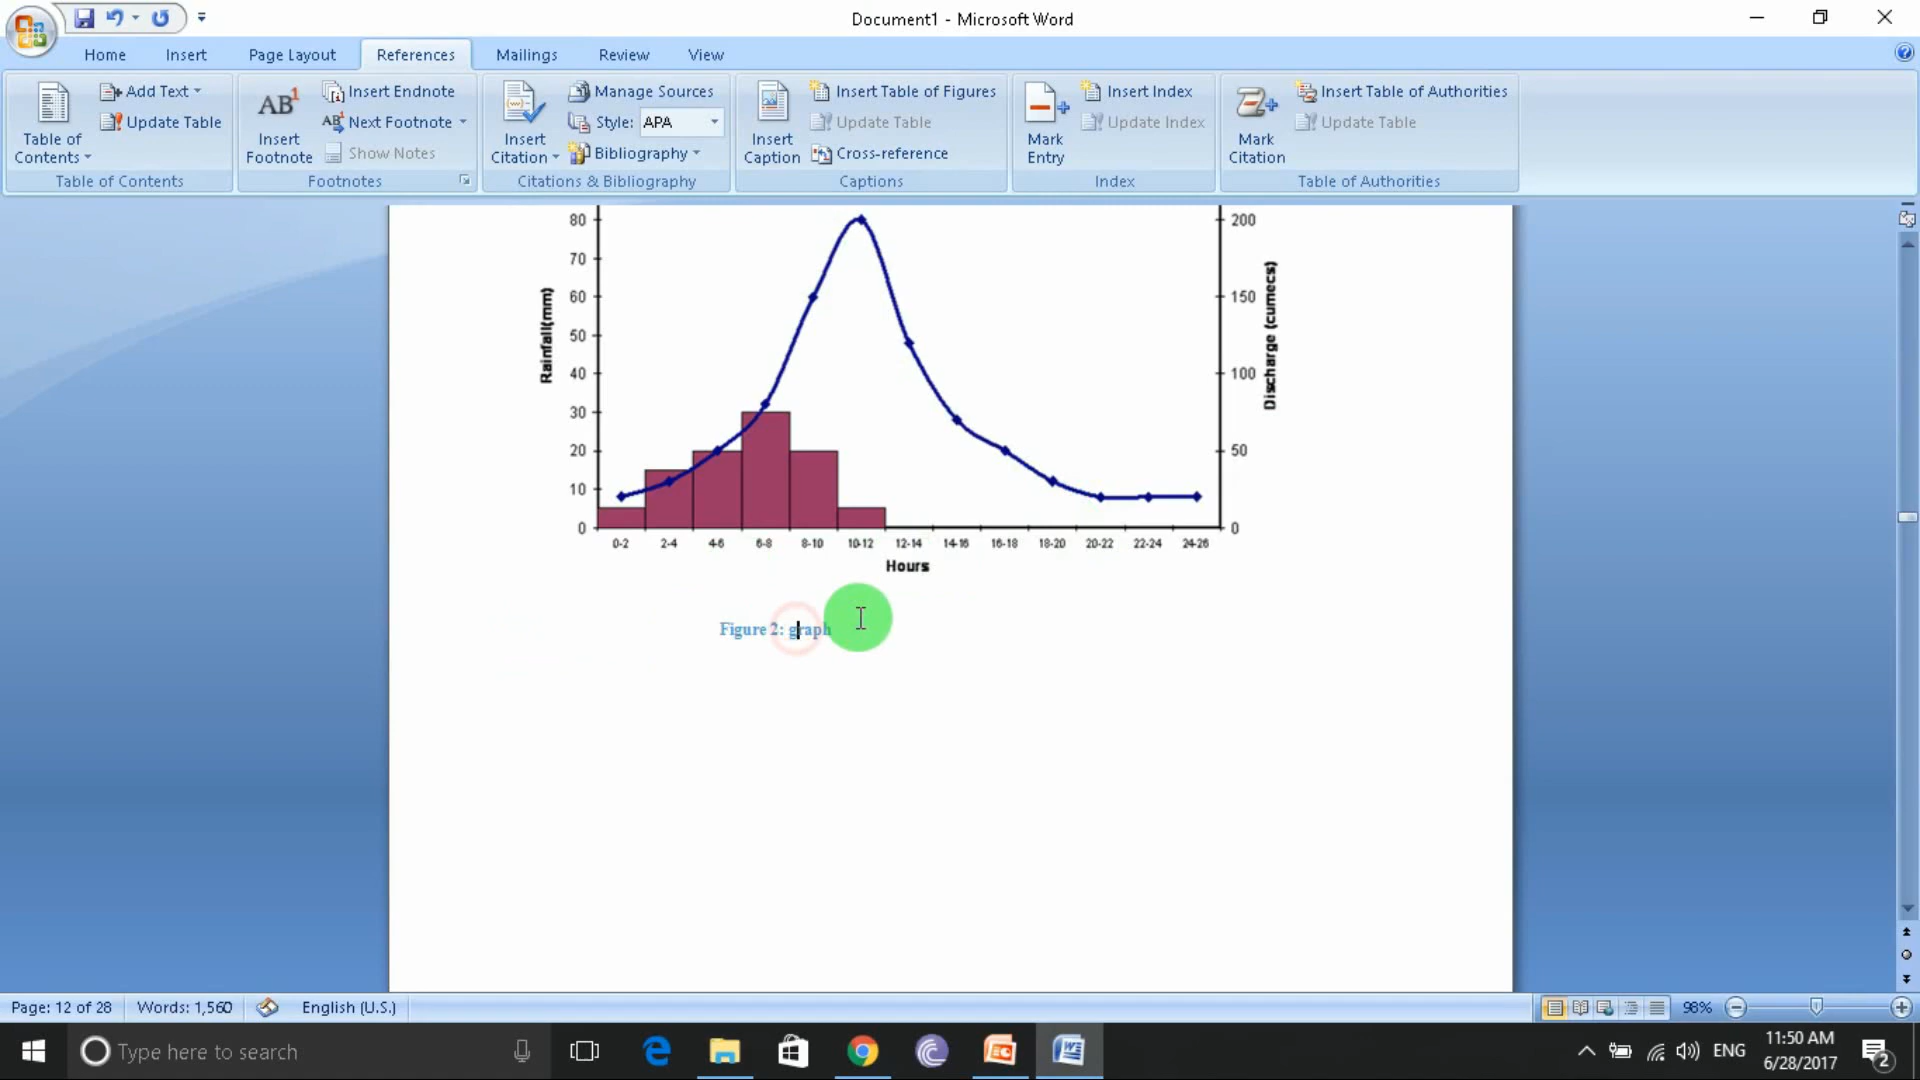 Document1 - Microsoft Word
Home Insert Page Layout References Mailings Review View
Table of Contents
Add Text
Update Table
Table of Contents
AB1 Insert Footnote
Insert Endnote
AB Next Footnote
Show Notes
Footnotes
Insert Citation
Manage Sources
Style: APA
Bibliography
Citations & Bibliography
Insert Caption
Insert Table of Figures
Update Table
Cross-reference
Captions
Mark Entry
Insert Index
Update Index
Index
Mark Citation
Insert Table of Authorities
Update Table
Table of Authorities
80 200
70
60 150
50
40 100
30
20 50
10
0 0
Rainfall(mm)
Discharge (cumecs)
0-2 2-4 4-6 6-8 8-10 10-12 12-14 14-16 16-18 18-20 20-22 22-24 24-26
Hours
Figure 2: graph
Page: 12 of 28 Words: 1,560 English (U.S.) 98%
Type here to search
ENG
11:50 AM
6/28/2017
2